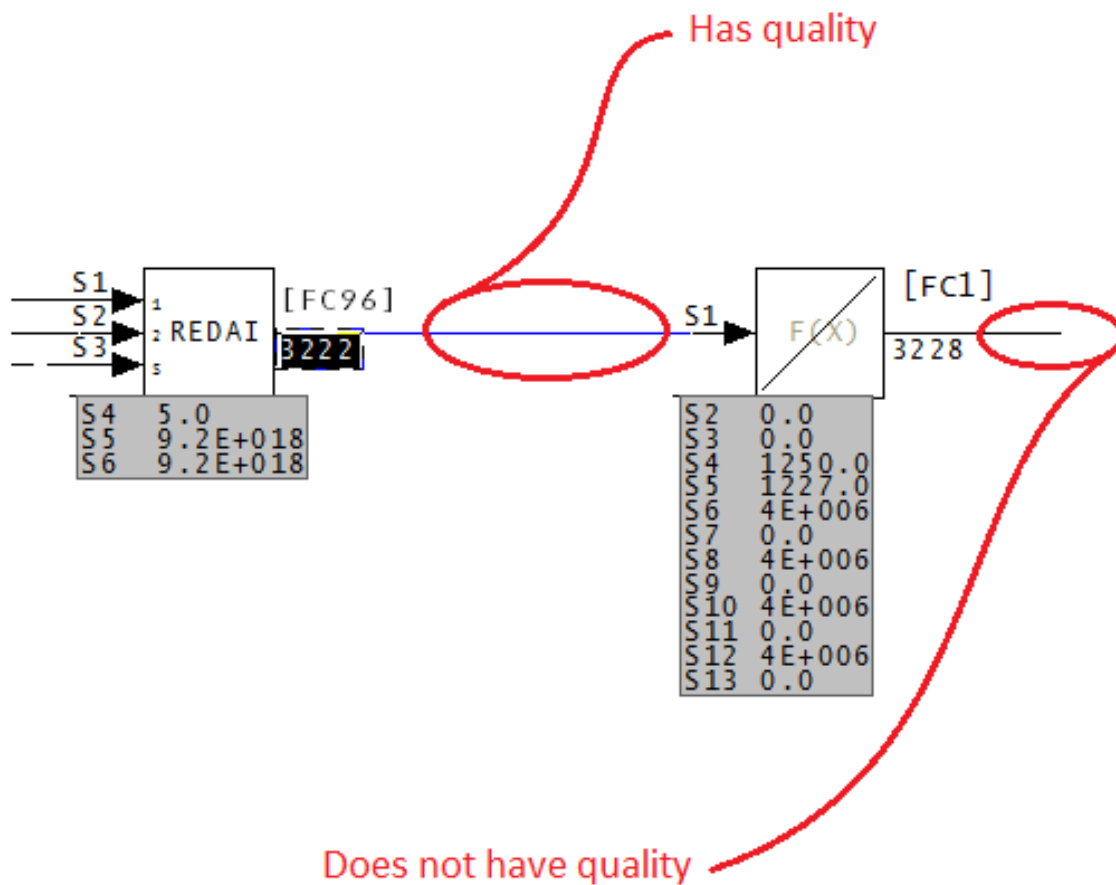 Has quality
S1
S2
S3
1
2
S
REDAI
[FC96]
3222
S4 5.0
S5 9.2E+018
S6 9.2E+018
S1
F(X)
[FC1]
3228
S2 0.0
S3 0.0
S4 1250.0
S5 1227.0
S6 4E+006
S7 0.0
S8 4E+006
S9 0.0
S10 4E+006
S11 0.0
S12 4E+006
S13 0.0
Does not have quality